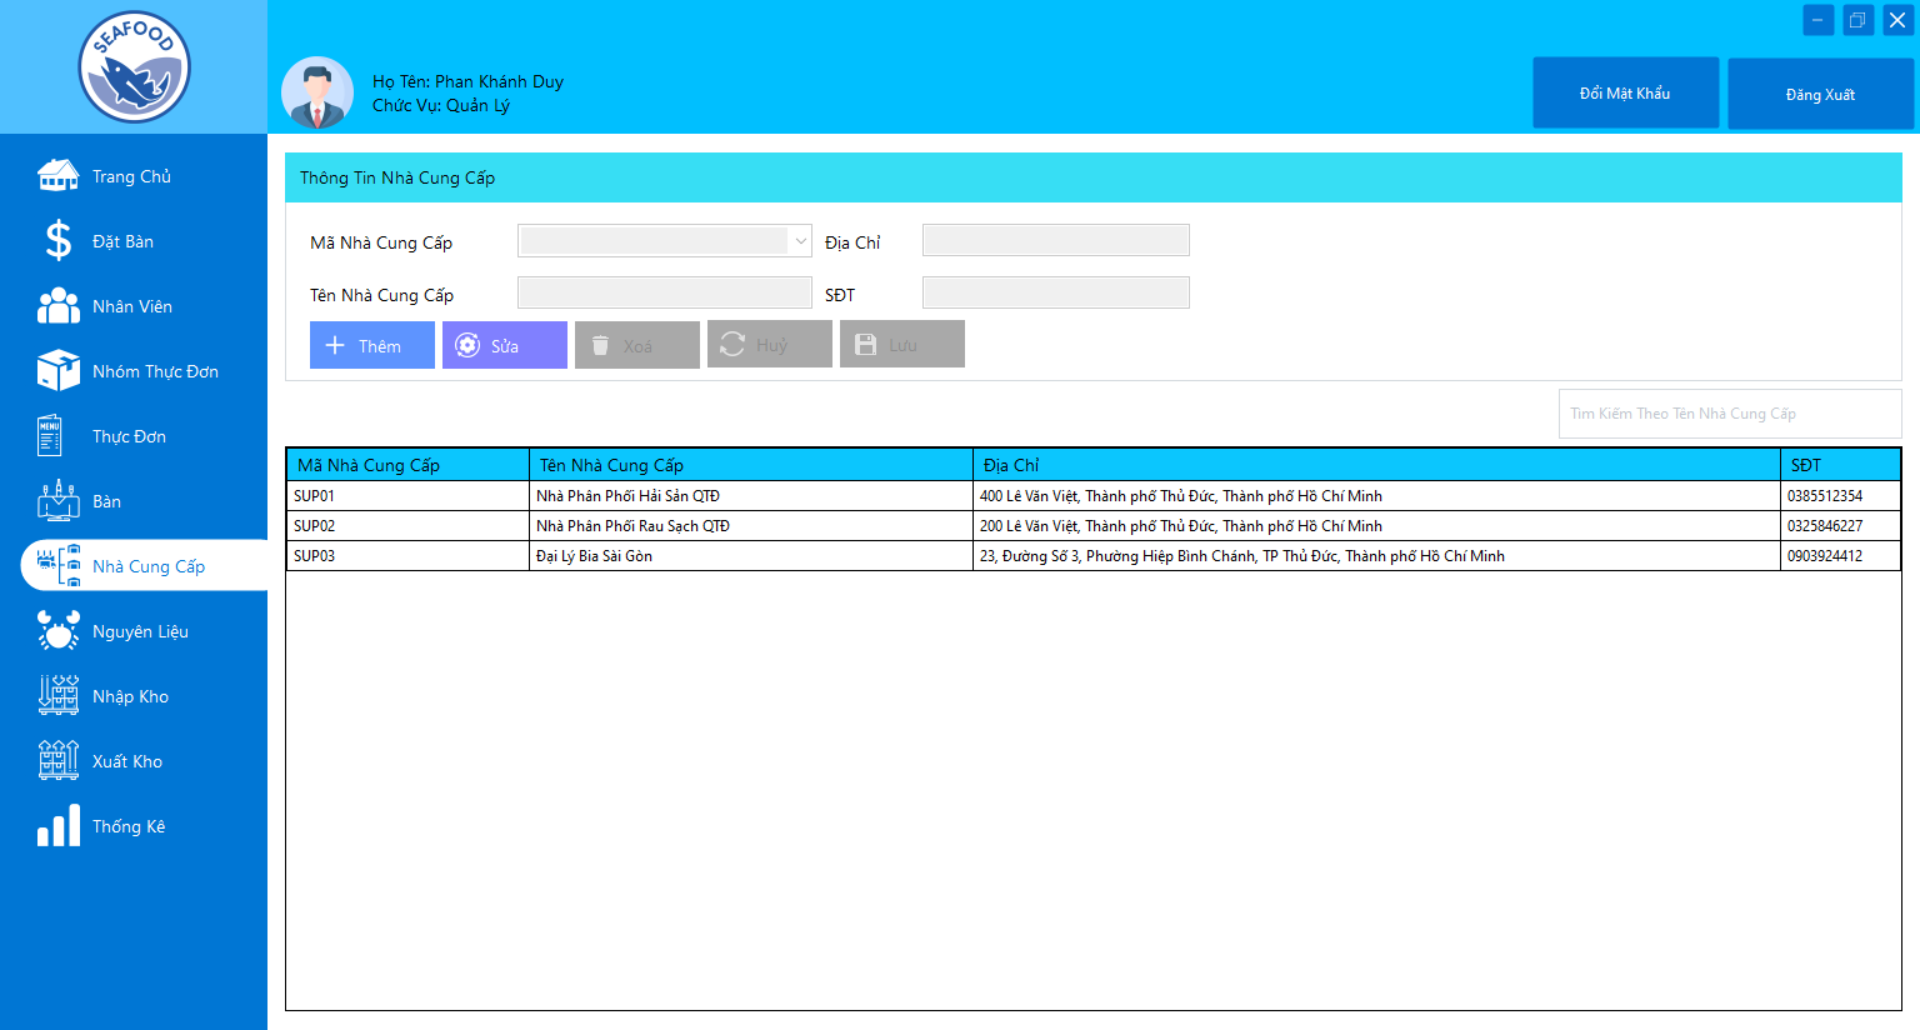 SEAFOOD
Họ Tên: Phan Khánh Duy
Chức Vụ: Quản Lý
Đổi Mật Khẩu
Đăng Xuất
Trang Chủ
Đặt Bàn
Nhân Viên
Nhóm Thực Đơn
MENU
Thực Đơn
Bàn
Nhà Cung Cấp
Nguyên Liệu
Nhập Kho
Xuất Kho
Thống Kê
Thông Tin Nhà Cung Cấp
Mã Nhà Cung Cấp
Địa Chỉ
Tên Nhà Cung Cấp
SĐT
Thêm
Sửa
Xoá
Huỷ
Lưu
Tìm Kiếm Theo Tên Nhà Cung Cấp
Mã Nhà Cung Cấp Tên Nhà Cung Cấp Địa Chỉ SĐT
SUP01 Nhà Phân Phối Hải Sản QTĐ 400 Lê Văn Việt, Thành phố Thủ Đức, Thành phố Hồ Chí Minh 0385512354
SUP02 Nhà Phân Phối Rau Sạch QTĐ 200 Lê Văn Việt, Thành phố Thủ Đức, Thành phố Hồ Chí Minh 0325846227
SUP03 Đại Lý Bia Sài Gòn 23, Đường Số 3, Phường Hiệp Bình Chánh, TP Thủ Đức, Thành phố Hồ Chí Minh 0903924412